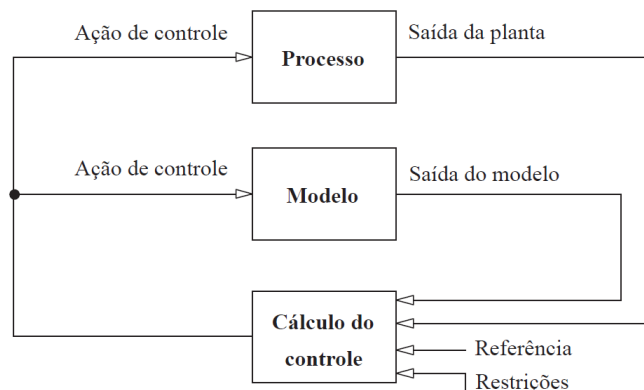 Ação de controle
Processo
Saída da planta
Ação de controle
Modelo
Saída do modelo
Cálculo do
controle
Referência
Restrições